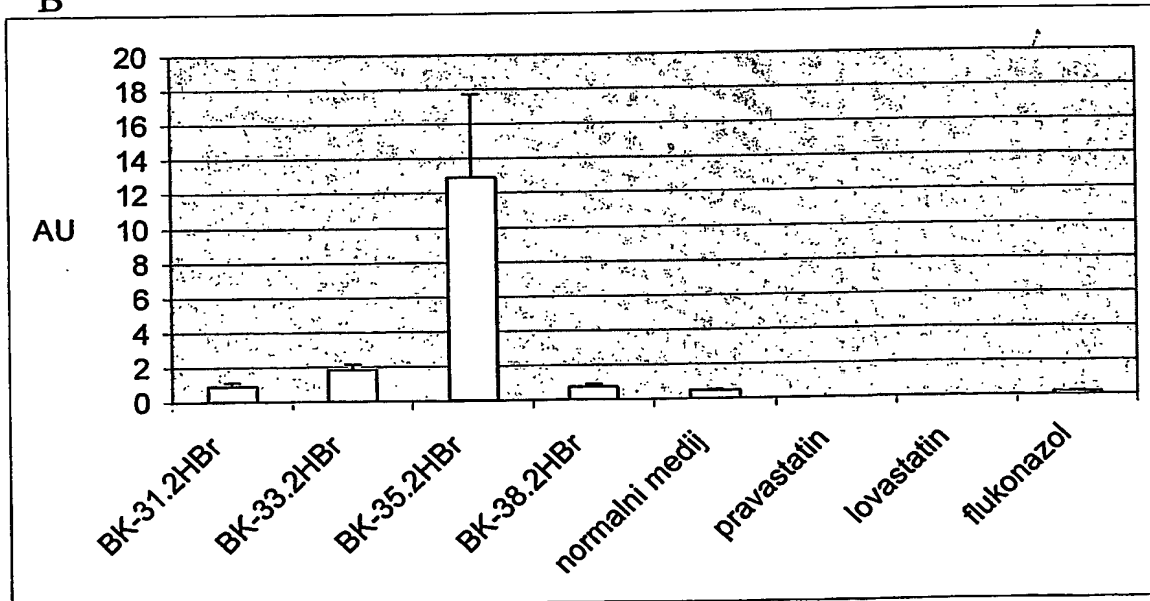 B
20
18
16
14
12
10
8
6
4
2
0
AU
BK-31.2HBr
BK-33.2HBr
BK-35.2HBr
BK-38.2HBr
normalni medij
pravastatin
lovastatin
flukonazol